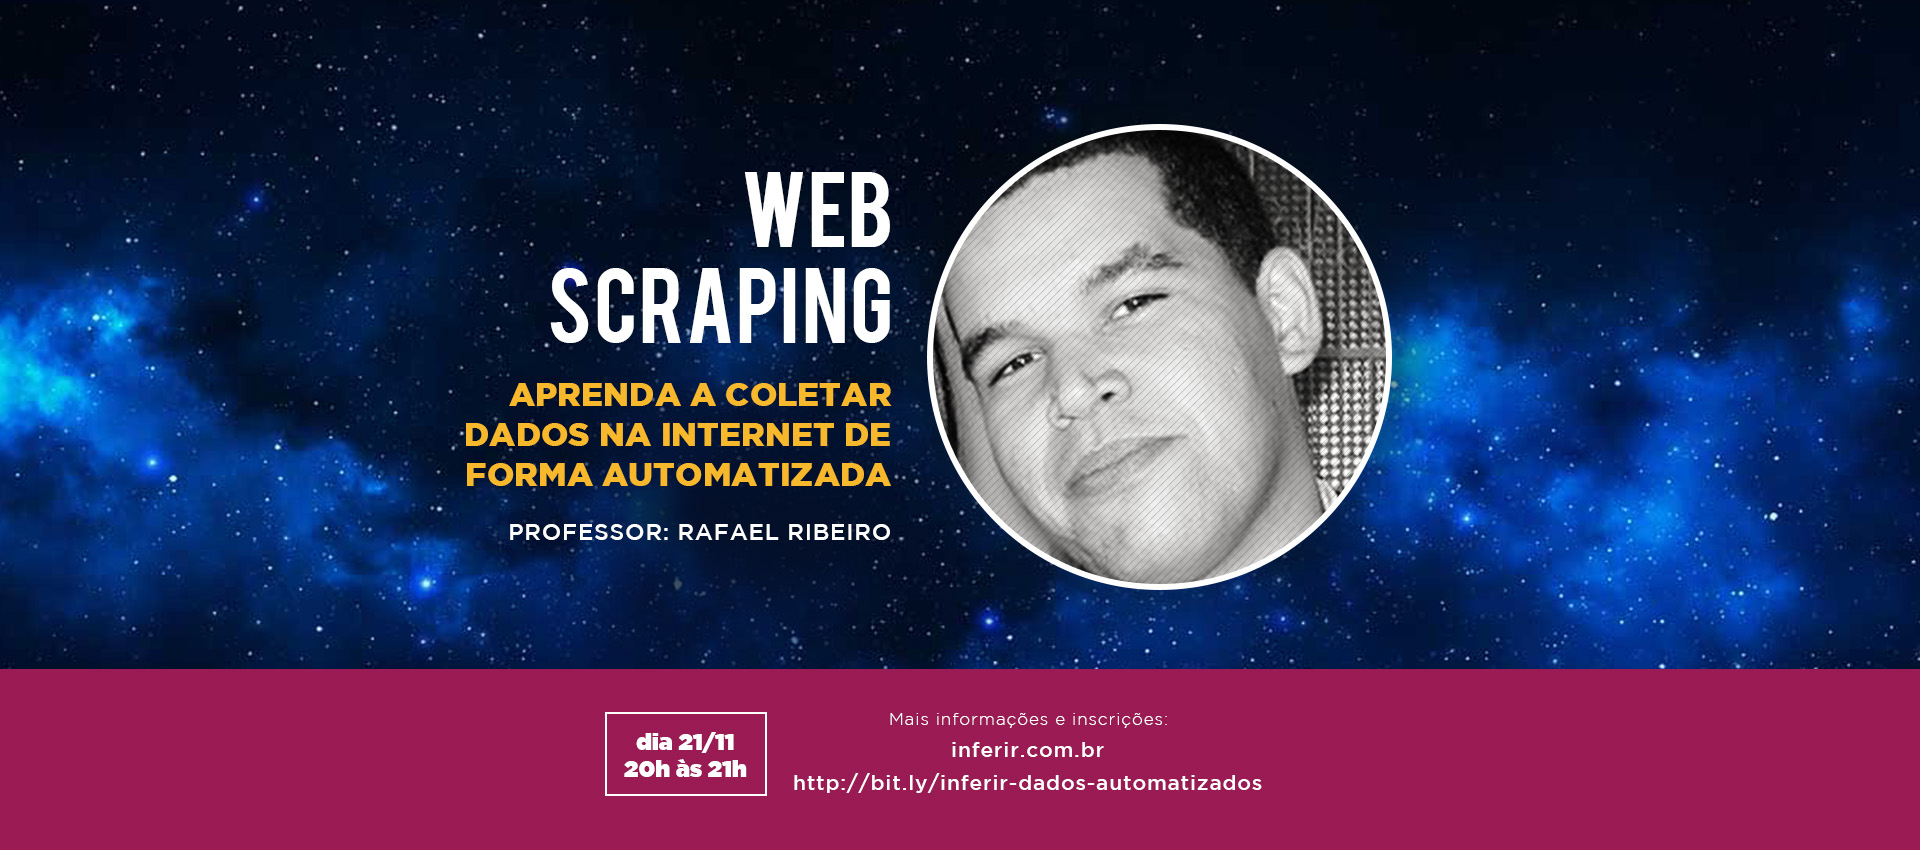 WEB
SCRAPING
APRENDA A COLETAR
DADOS NA INTERNET DE
FORMA AUTOMATIZADA
PROFESSOR: RAFAEL RIBEIRO
dia 21/11
20h às 21h
Mais informações e inscrições:
inferir.com.br
http://bit.ly/inferir-dados-automatizados